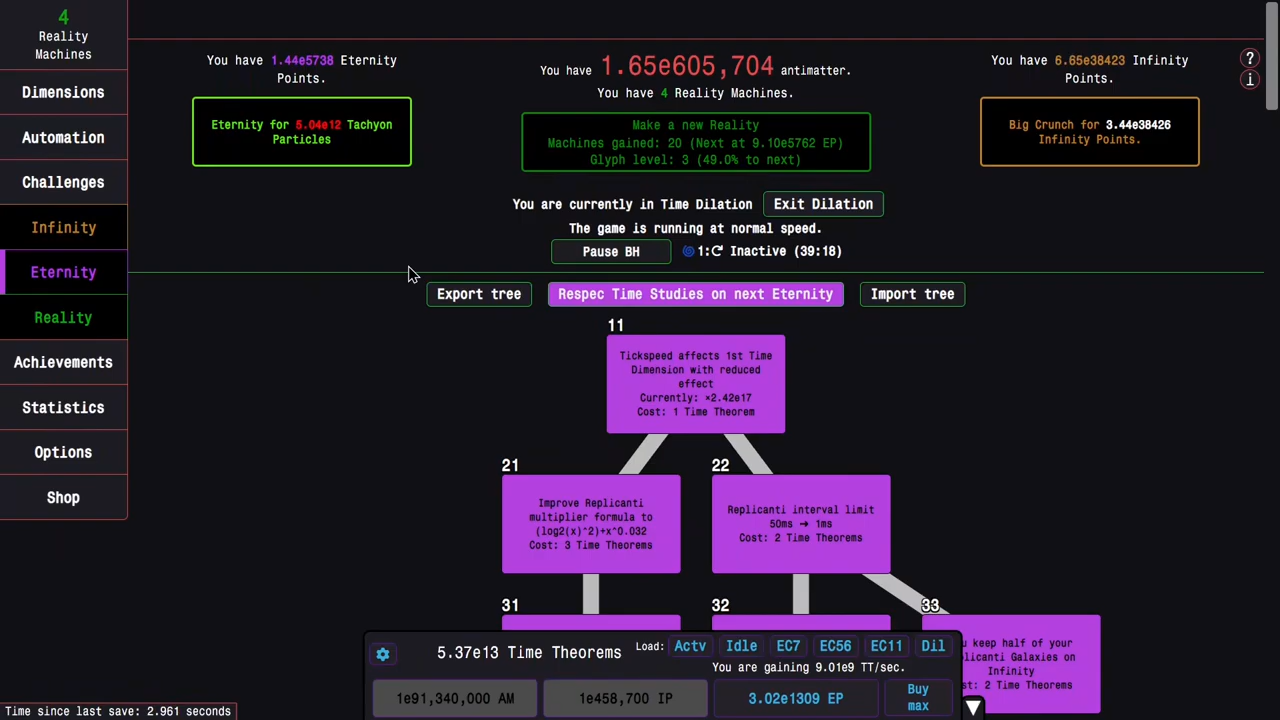 4
Reality
Machines
Dimensions
Automation
Challenges
Infinity
Eternity
Reality
Achievements
Statistics
Options
Shop
You have 1.44e5738 Eternity
Points.
Eternity for 5.04e12 Tachyon
Particles
You have 1.65e605,704 antimatter.
You have 4 Reality Machines.
Make a new Reality
Machines gained: 20 (Next at 9.10e5762 EP)
Glyph level: 3 (49.0% to next)
You have 6.65e38423 Infinity
Points.
Big Crunch for 3.44e38426
Infinity Points.
?
i
You are currently in Time Dilation
Exit Dilation
The game is running at normal speed.
Pause BH
1: Inactive (39:18)
Export tree
Respec Time Studies on next Eternity
Import tree
11
Tickspeed affects 1st Time
Dimension with reduced
effect
Currently: ×2.42e17
Cost: 1 Time Theorem
21
Improve Replicanti
multiplier formula to
(log2(x)^2)+x^0.032
Cost: 3 Time Theorems
22
Replicanti interval limit
50ms ➜ 1ms
Cost: 2 Time Theorems
31
32
33
keep half of your
Galaxies on
Infinity
2 Time Theorems
5.37e13 Time Theorems
Load:
Actv
Idle
EC7
EC56
EC11
Dil
You are gaining 9.01e9 TT/sec.
1e91,340,000 AM
1e458,700 IP
3.02e1309 EP
Buy
max
Time since last save: 2.961 seconds